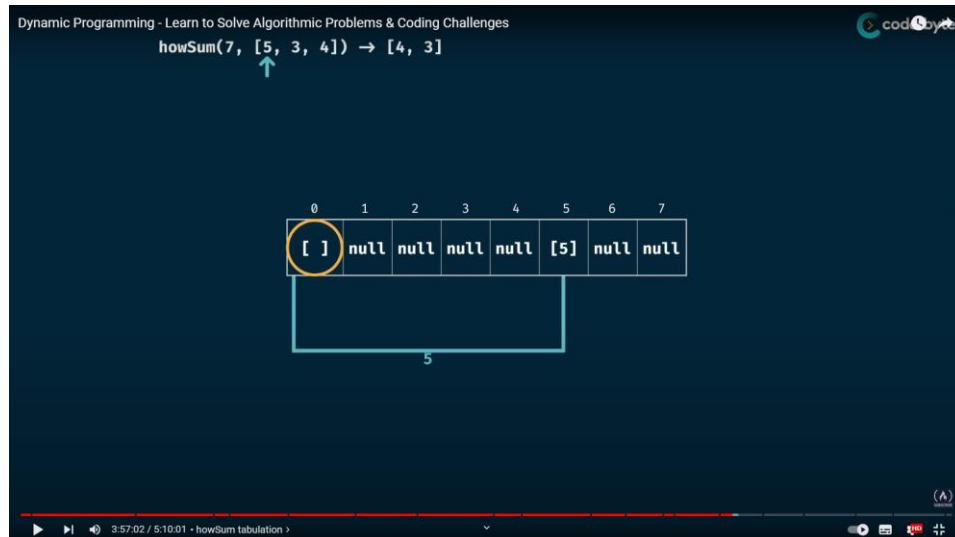 Dynamic Programming - Learn to Solve Algorithmic Problems & Coding Challenges
howSum(7, [5, 3, 4]) → [4, 3]
0 1 2 3 4 5 6 7
[ ] null null null null [5] null null
5
3:57:02 / 5:10:01 • howSum tabulation >
HD